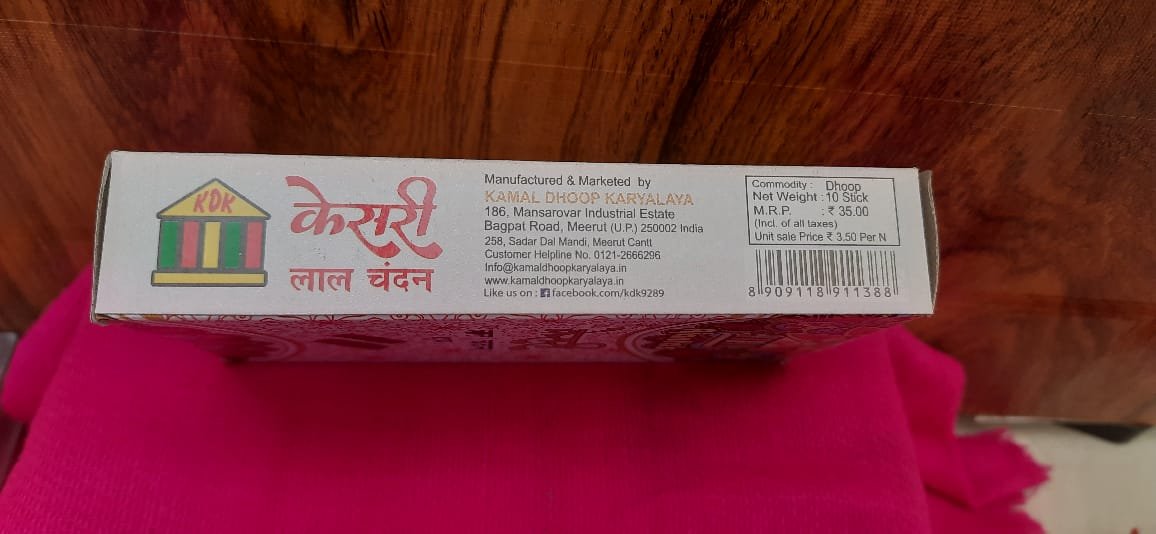 KDK
केसरी
लाल चंदन
Manufactured & Marketed by
KAMAL DHOOP KARYALAYA
186, Mansarovar Industrial Estate
Bagpat Road, Meerut (U.P.) 250002 India
258, Sadar Dal Mandi, Meerut Cantt
Customer Helpline No. 0121-2666296
Info@kamaldhoopkaryalaya.in
www.kamaldhoopkaryalaya.in
Like us on : facebook.com/kdk9289
Commodity : Dhoop
Net Weight : 10 Stick
M.R.P. : ₹ 35.00
(Incl. of all taxes)
Unit sale Price ₹ 3.50 Per N
8 909118 911388